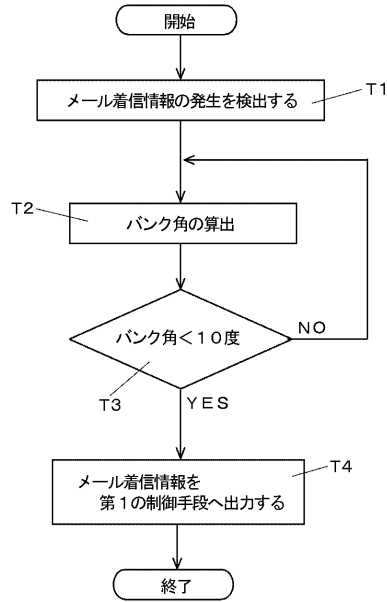 開始
メール着信情報の発生を検出する
T1
T2
バンク角の算出
バンク角＜１０度
NO
T3
YES
メール着信情報を
第１の制御手段へ出力する
T4
終了